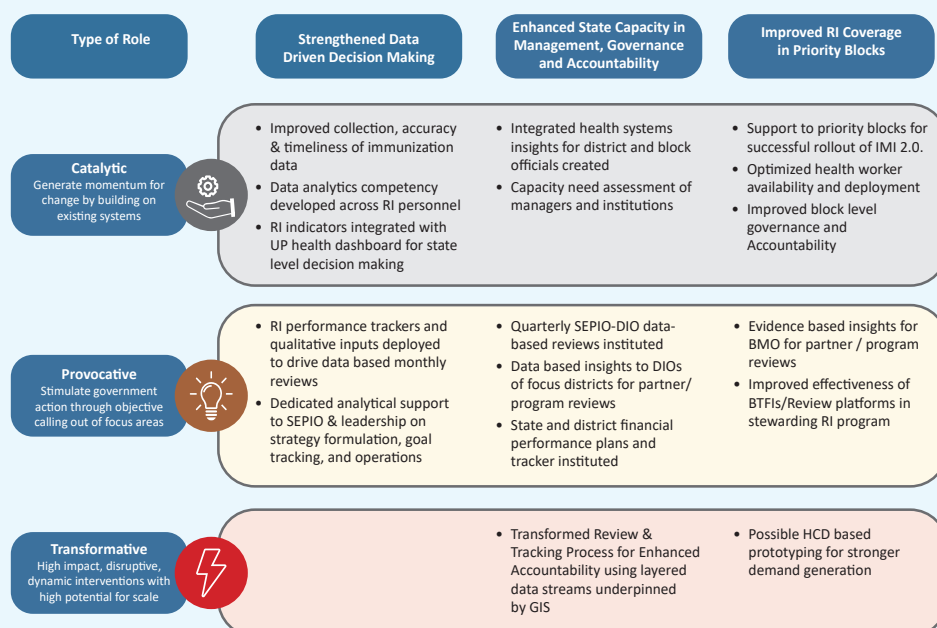 Type of Role
Strengthened Data
Driven Decision Making
Enhanced State Capacity in
Management, Governance
and Accountability
Improved RI Coverage
in Priority Blocks
Catalytic
Generate momentum for
change by building on
existing systems
• Improved collection, accuracy
& timeliness of immunization
data
• Data analytics competency
developed across RI personnel
• RI indicators integrated with
UP health dashboard for state
level decision making
• Integrated health systems
insights for district and block
officials created
• Capacity need assessment of
managers and institutions
• Support to priority blocks for
successful rollout of IMI 2.0.
• Optimized health worker
availability and deployment
• Improved block level
governance and
Accountability
Provocative
Stimulate government
action through objective
calling out of focus areas
• RI performance trackers and
qualitative inputs deployed
to drive data based monthly
reviews
• Dedicated analytical support
to SEPIO & leadership on
strategy formulation, goal
tracking, and operations
• Quarterly SEPIO-DIO data-
based reviews instituted
• Data based insights to DIOs
of focus districts for partner/
program reviews
• State and district financial
performance plans and
tracker instituted
• Evidence based insights for
BMO for partner / program
reviews
• Improved effectiveness of
BTFIs/Review platforms in
stewarding RI program
Transformative
High impact, disruptive,
dynamic interventions with
high potential for scale
• Transformed Review &
Tracking Process for Enhanced
Accountability using layered
data streams underpinned
by GIS
• Possible HCD based
prototyping for stronger
demand generation